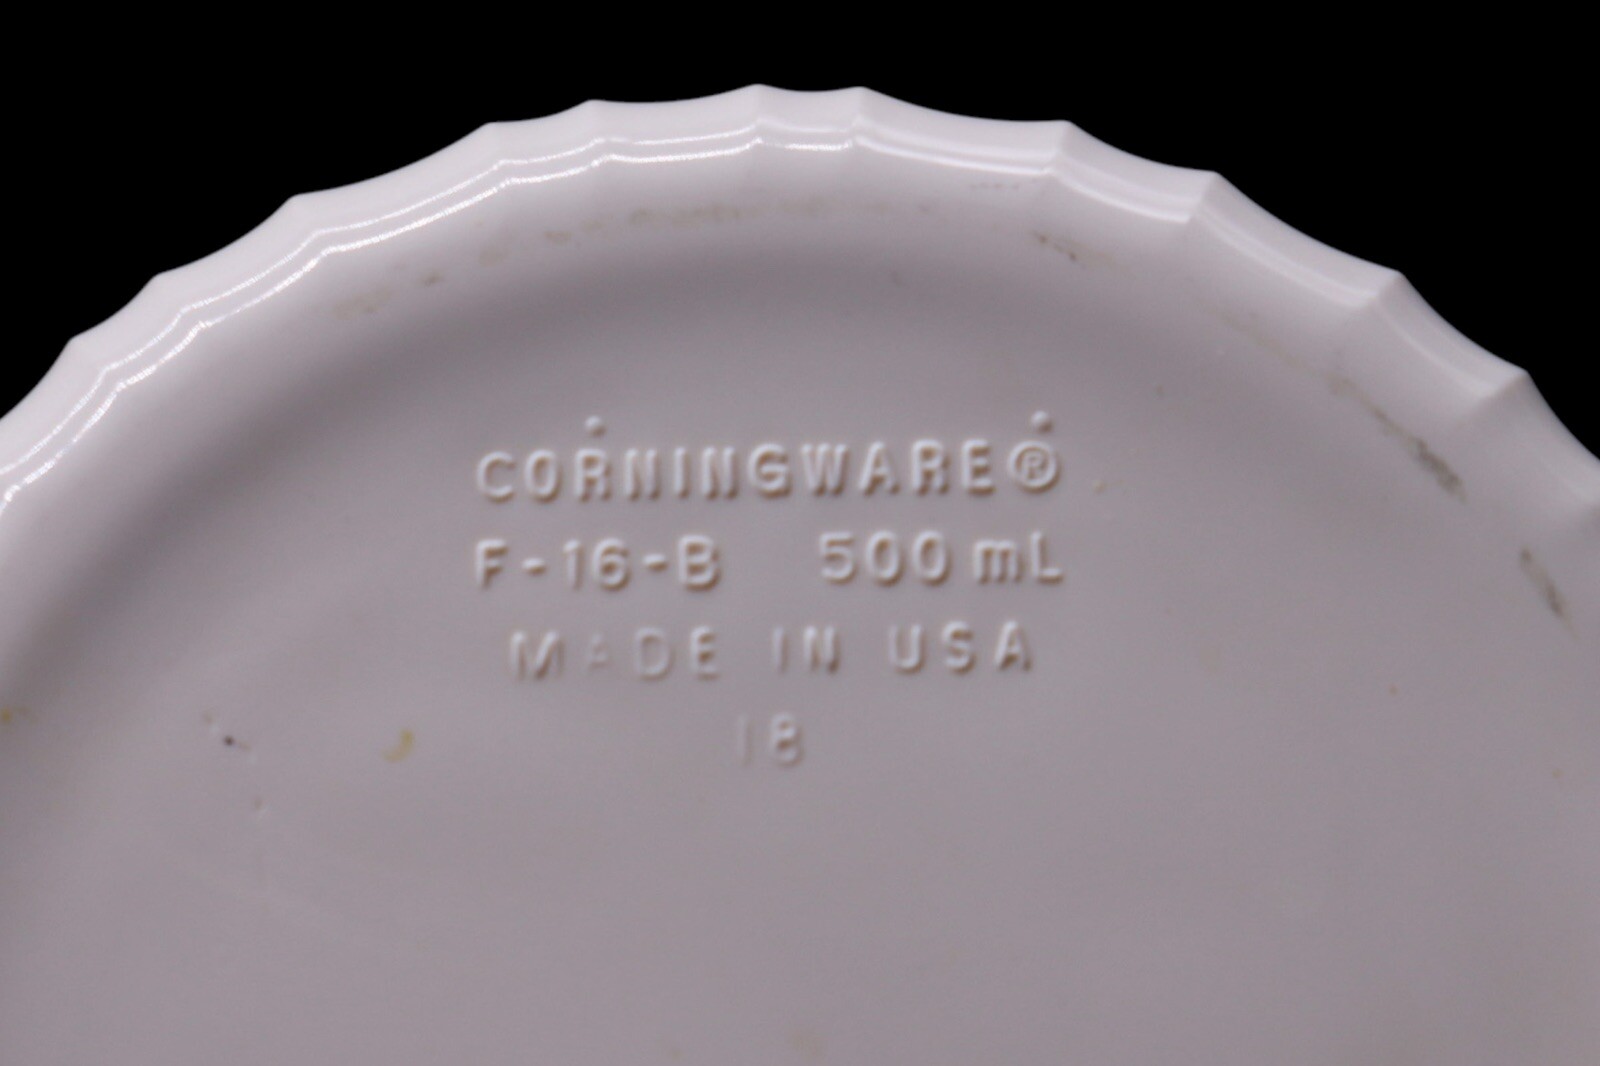 CORNINGWARE®
F-16-B 500 mL
MADE IN USA
18